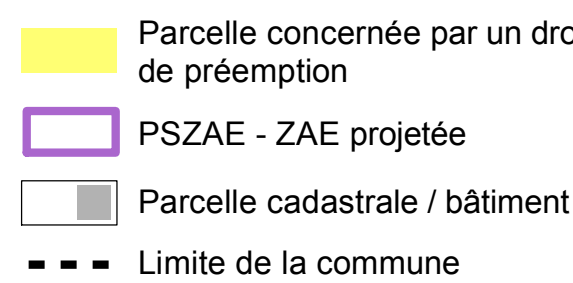 Parcelle concernée par un
de préemption
PSZAE - ZAE projetée
Parcelle cadastrale / bâtiment
Limite de la commune